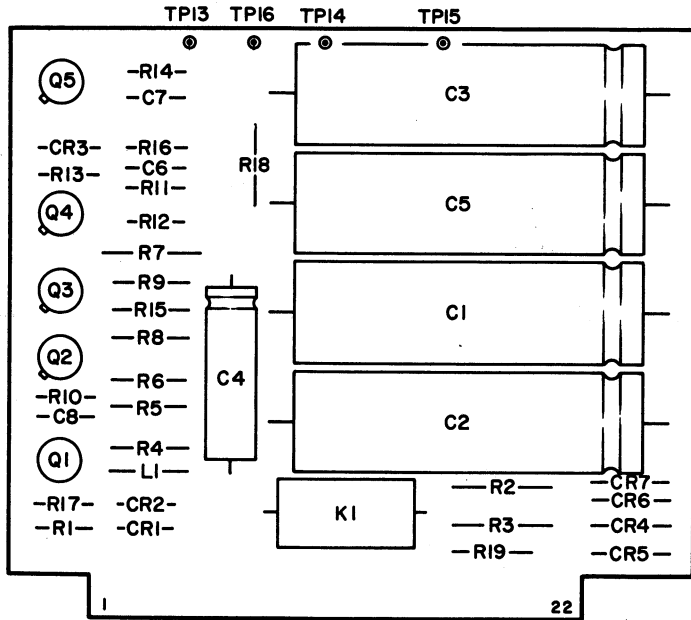 TP13 TP16 TP14 TP15
Q5
R14
C7
C3
CR3
R16
C6
R13
R11
R18
Q4
R12
C5
R7
Q3
R9
R15
C1
R8
Q2
R6
C4
R10
R5
C8
C2
Q1
R4
L1
R17
CR2
R1
CR1
K1
R2
R3
R19
CR7
CR6
CR4
CR5
1
22